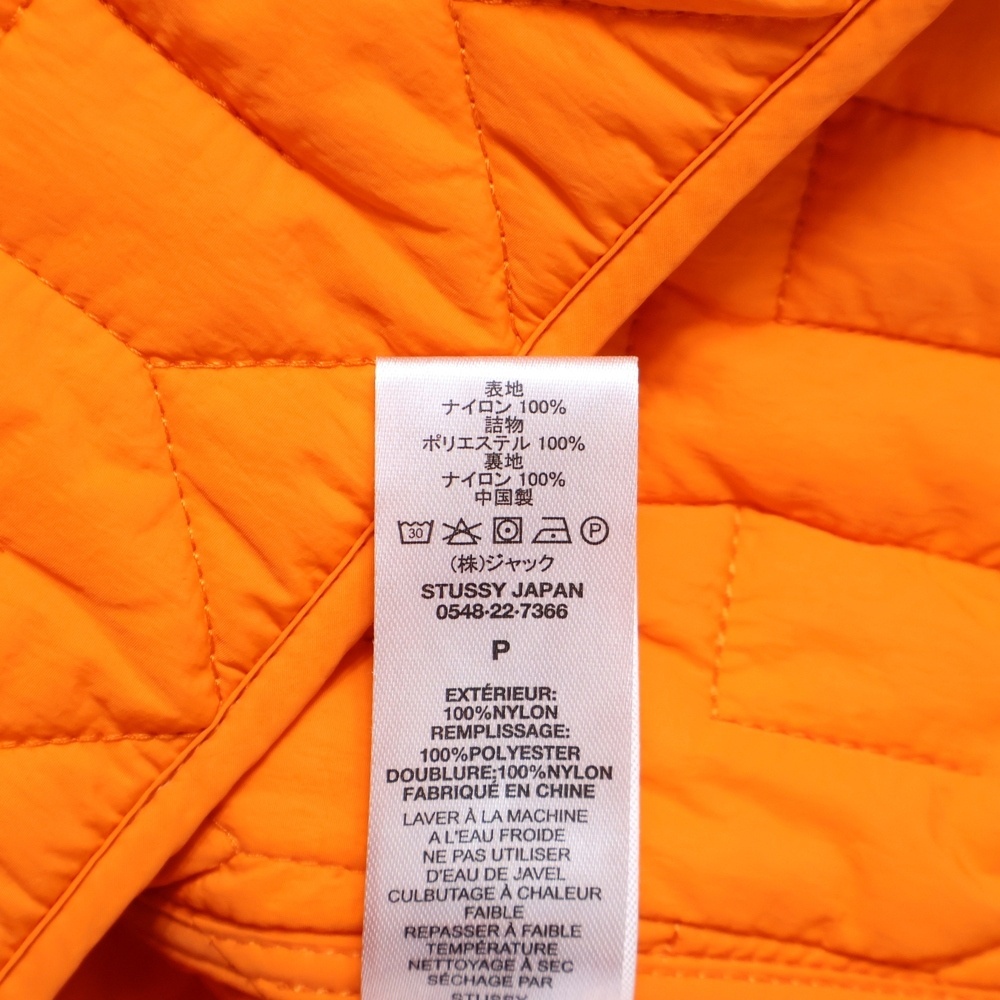 表地
ナイロン 100%
詰物
ポリエステル 100%
裏地
ナイロン 100%
中国製
30 P
(株)ジャック
STUSSY JAPAN
0548-22-7366
P
EXTÉRIEUR:
100%NYLON
REMPLISSAGE:
100%POLYESTER
DOUBLURE:100%NYLON
FABRIQUÉ EN CHINE
LAVER À LA MACHINE
A L'EAU FROIDE
NE PAS UTILISER
D'EAU DE JAVEL
CULBUTAGE À CHALEUR
FAIBLE
REPASSER À FAIBLE
TEMPÉRATURE
NETTOYAGE À SEC
SÉCHAGE PAR
STUSSY